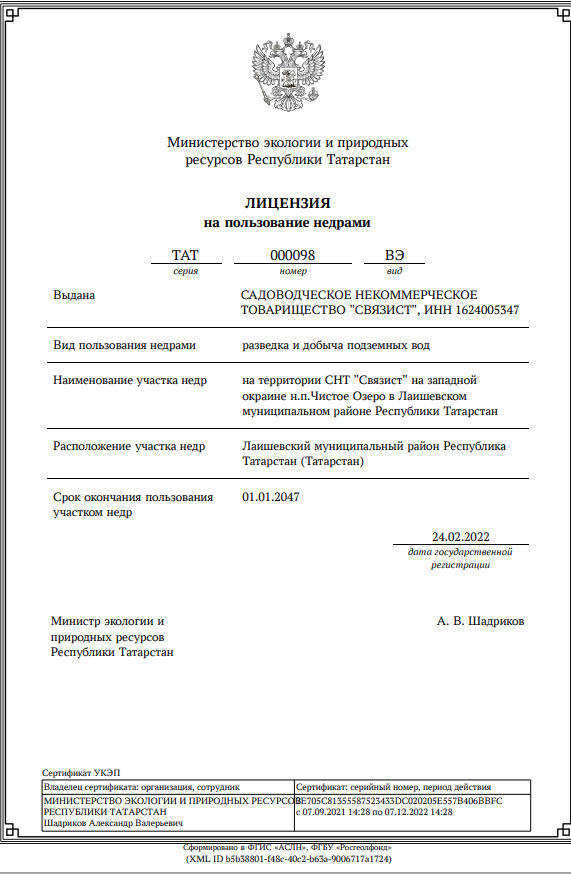 Министерство экологии и природных
ресурсов Республики Татарстан
ЛИЦЕНЗИЯ
на пользование недрами
ТАТ 000098 ВЭ
серия номер вид
Выдана САДОВОДЧЕСКОЕ НЕКОММЕРЧЕСКОЕ
ТОВАРИЩЕСТВО "СВЯЗИСТ", ИНН 1624005347
Вид пользования недрами разведка и добыча подземных вод
Наименование участка недр на территории СНТ "Связист" на западной
окраине н.п.Чистое Озеро в Лаишевском
муниципальном районе Республики Татарстан
Расположение участка недр Лаишевский муниципальный район Республика
Татарстан (Татарстан)
Срок окончания пользования 01.01.2047
участком недр
24.02.2022
дата государственной
регистрации
Министр экологии и А. В. Шадриков
природных ресурсов
Республики Татарстан
Сертификат УКЭП
Владелец сертификата: организация, сотрудник Сертификат: серийный номер, период действия
МИНИСТЕРСТВО ЭКОЛОГИИ И ПРИРОДНЫХ РЕСУРСОВ
РЕСПУБЛИКИ ТАТАРСТАН с 07.09.2021 14:28 по 07.12.2022 14:28
Шадриков Александр Валерьевич
Сформировано в ФГИС «АСЛН», ФГБУ «Росгеолфонд»
(XML ID b5b38801-f48c-40c2-b63a-9006717a1724)